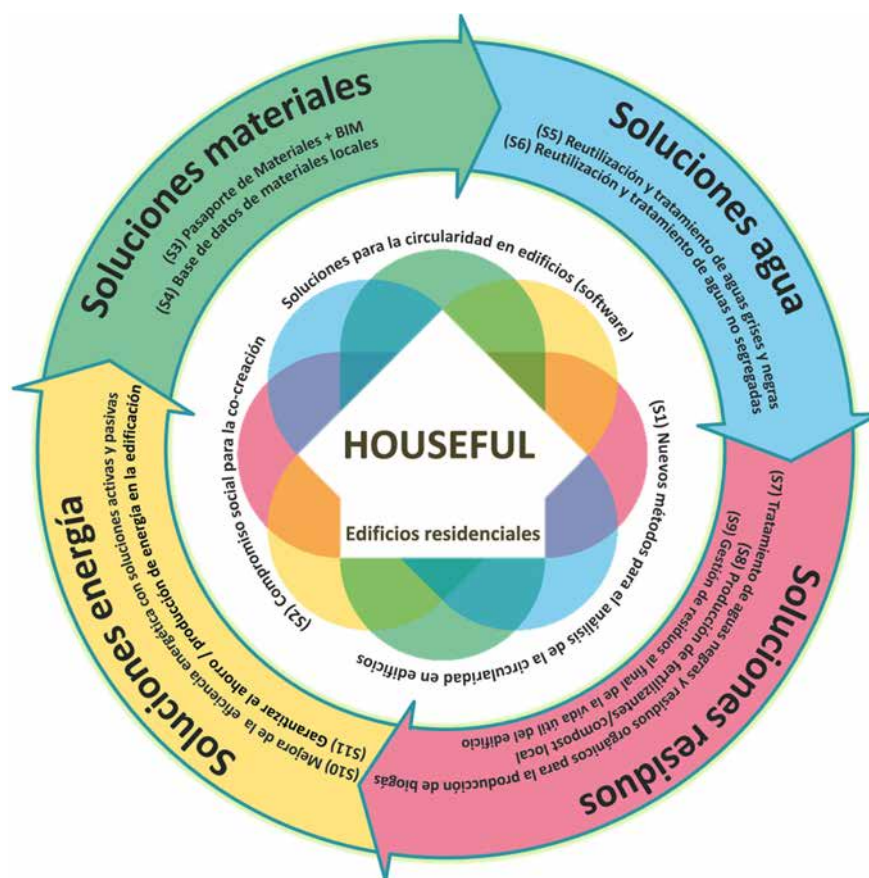 Soluciones materiales
(S3) Pasaporte de Materiales + BIM
(S4) Base de datos de materiales locales
Soluciones agua
(S5) Reutilización y tratamiento de aguas grises y negras
(S6) Reutilización y tratamiento de aguas no segregadas
Soluciones residuos
(S7) Tratamiento de aguas negras y residuos orgánicos para la producción de biogás
(S8) Producción de fertilizantes/compost local
(S9) Gestión de residuos al final de la vida útil del edificio
Soluciones energía
(S10) Mejora de la eficiencia energética con soluciones activas y pasivas
(S11) Garantizar el ahorro / producción de energía en la edificación
Soluciones para la circularidad en edificios (software)
(S1) Nuevos métodos para el análisis de la circularidad en edificios
(S2) Compromiso social para la co-creación
HOUSEFUL
Edificios residenciales